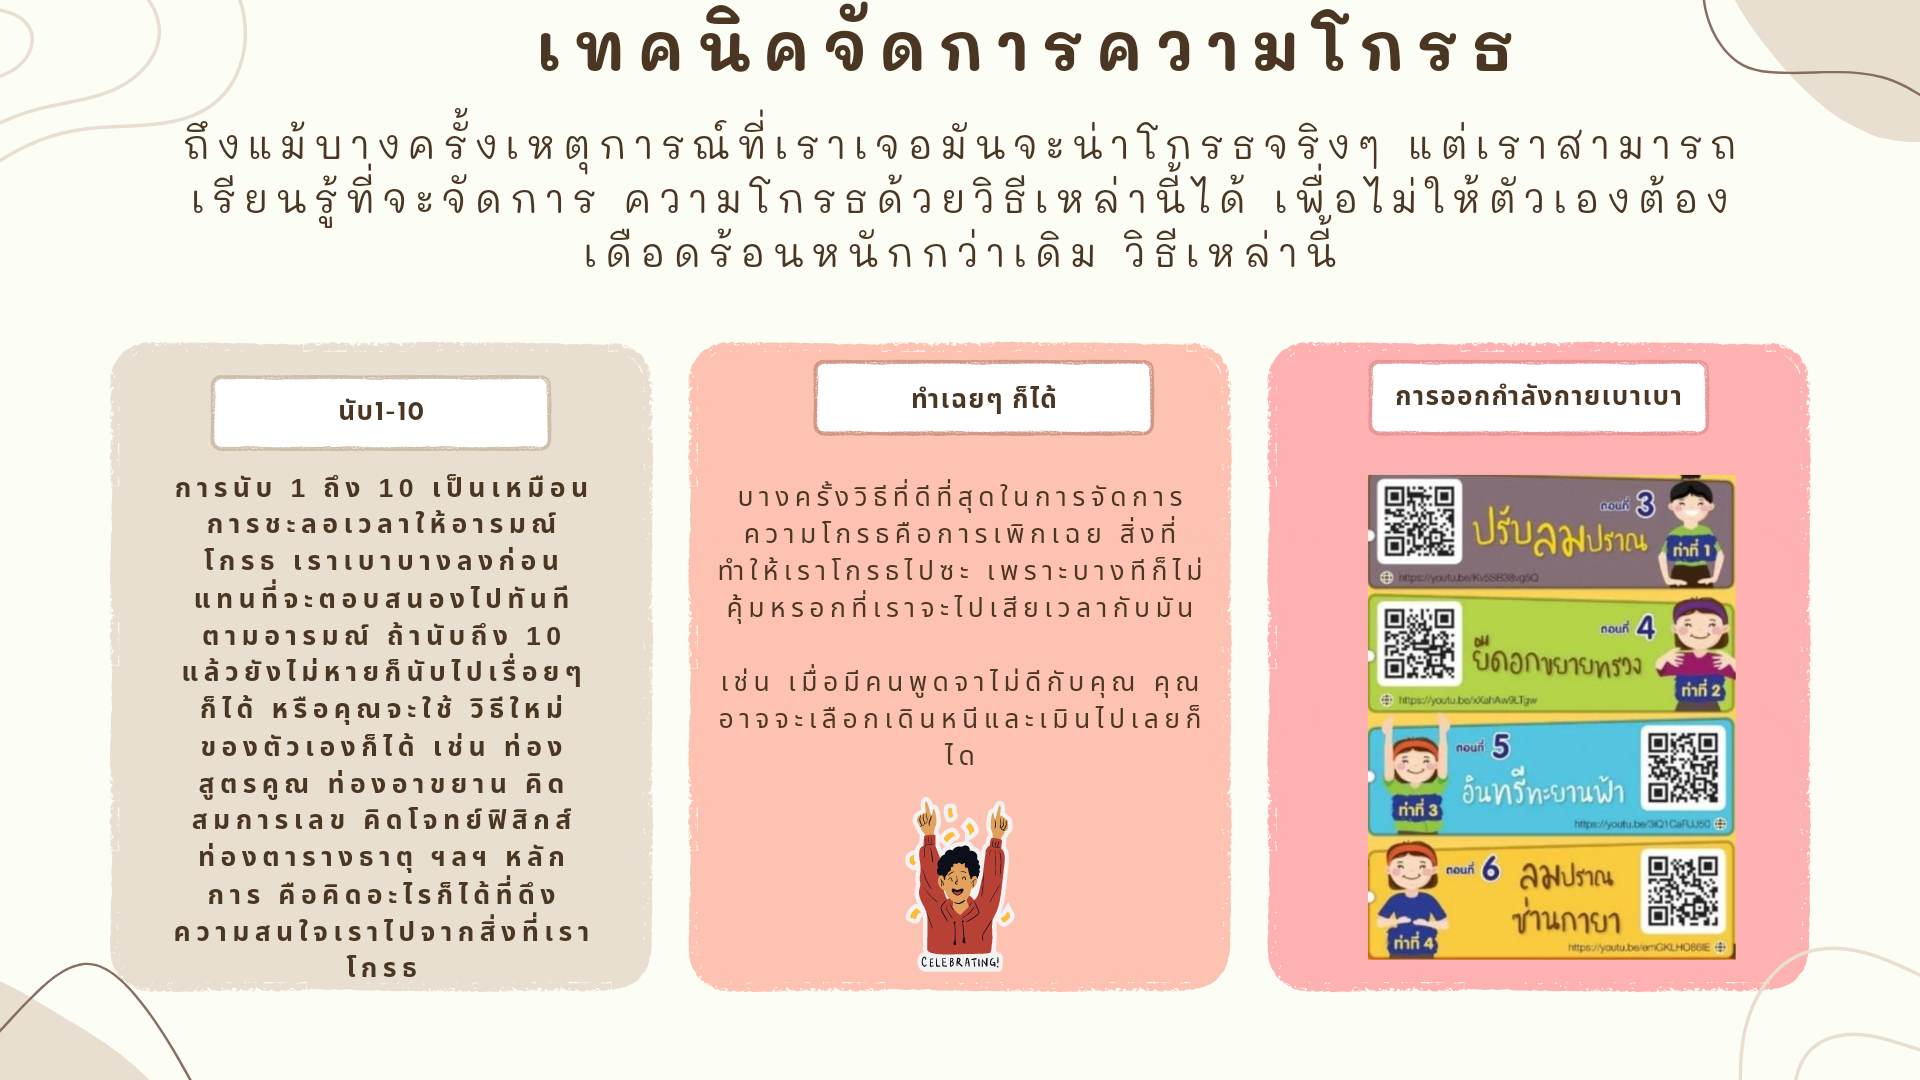 เทคนิคจัดการความโกรธ
ถึงแม้บางครั้งเหตุการณ์ที่เราเจอมันจะน่าโกรธจริงๆ แต่เราสามารถ
เรียนรู้ที่จะจัดการ ความโกรธด้วยวิธีเหล่านี้ได้ เพื่อไม่ให้ตัวเองต้อง
เดือดร้อนหนักกว่าเดิม วิธีเหล่านี้
นับ1-10
การนับ 1 ถึง 10 เป็นเหมือน
การชะลอเวลาให้อารมณ์
โกรธ เราเบาบางลงก่อน
แทนที่จะตอบสนองไปทันที
ตามอารมณ์ ถ้านับถึง 10
แล้วยังไม่หายก็นับไปเรื่อยๆ
ก็ได้ หรือคุณจะใช้ วิธีใหม่
ของตัวเองก็ได้ เช่น ท่อง
สูตรคูณ ท่องอาขยาน คิด
สมการเลข คิดโจทย์ฟิสิกส์
ท่องตารางธาตุ ฯลฯ หลัก
การ คือคิดอะไรก็ได้ที่ดึง
ความสนใจเราไปจากสิ่งที่เรา
โกรธ
ทำเฉยๆ ก็ได้
บางครั้งวิธีที่ดีที่สุดในการจัดการ
ความโกรธคือการเพิกเฉย สิ่งที่
ทำให้เราโกรธไปซะ เพราะบางทีก็ไม่
คุ้มหรอกที่เราจะไปเสียเวลากับมัน
เช่น เมื่อมีคนพูดจาไม่ดีกับคุณ คุณ
อาจจะเลือกเดินหนีและเมินไปเลยก็
ได
CELEBRATING!
การออกกำลังกายเบาเบา
ตอนที่ 3
ปรับลมปราณ
ท่าที่ 1
ตอนที่ 4
ยืดอกขยายทรวง
ท่าที่ 2
ตอนที่ 5
อินทรีทะยานฟ้า
ท่าที่ 3
ตอนที่ 6
ลมปราณ
ซ่านกายา
ท่าที่ 4